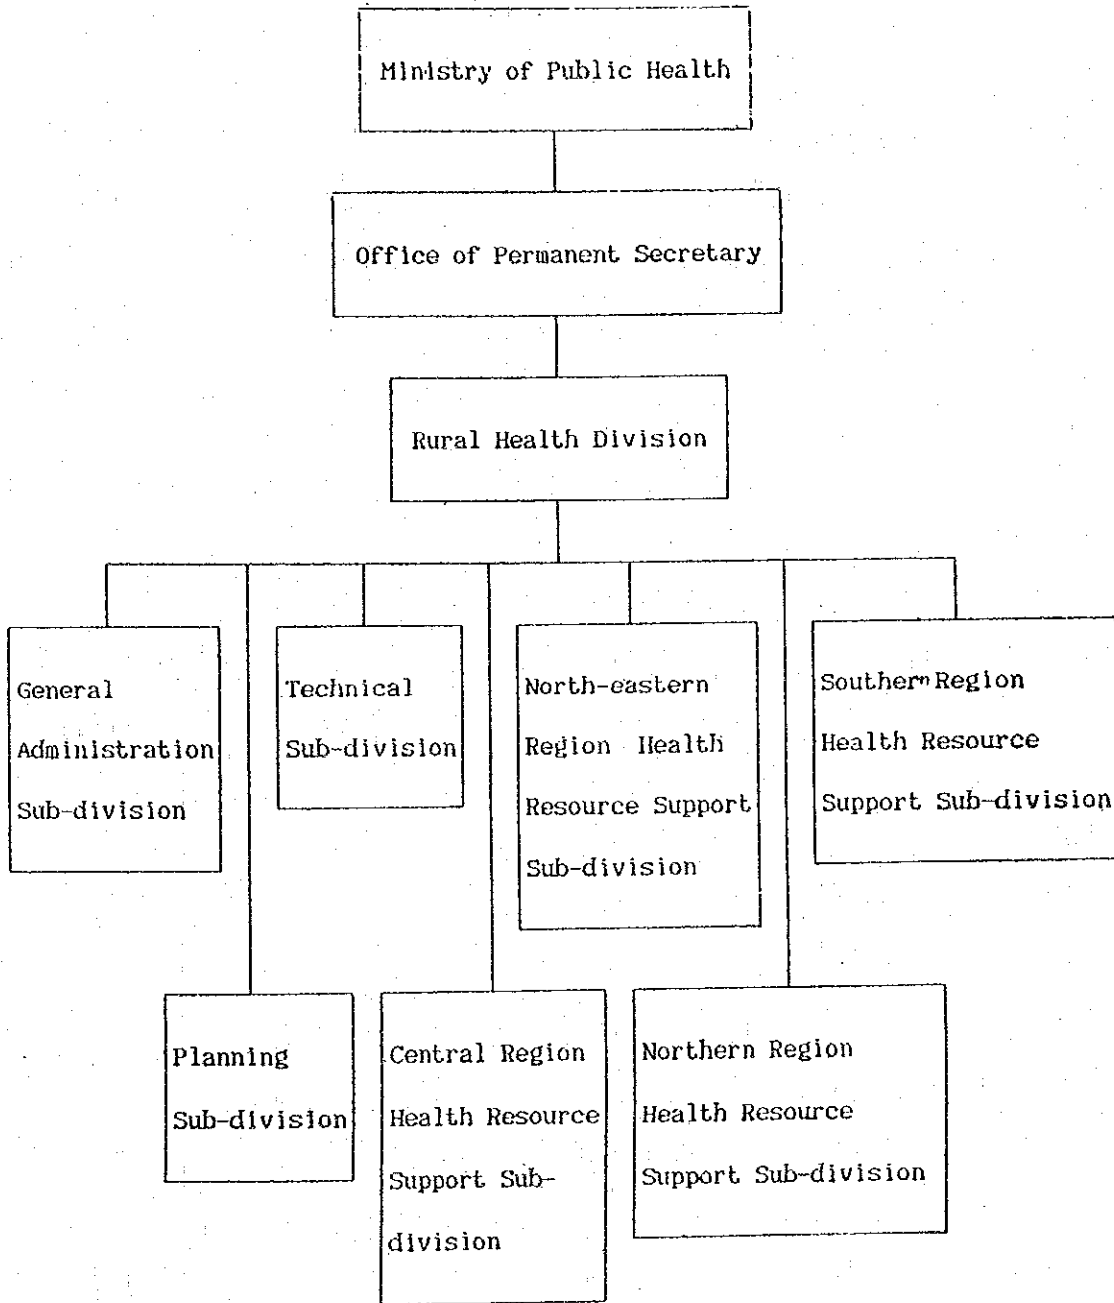 Ministry of Public Health
Office of Permanent Secretary
Rural Health Division
General
Administration
Sub-division
Technical
Sub-division
North-eastern
Region Health
Resource Support
Sub-division
Southern Region
Health Resource
Support Sub-division
Planning
Sub-division
Central Region
Health Resource
Support Sub-
division
Northern Region
Health Resource
Support Sub-division